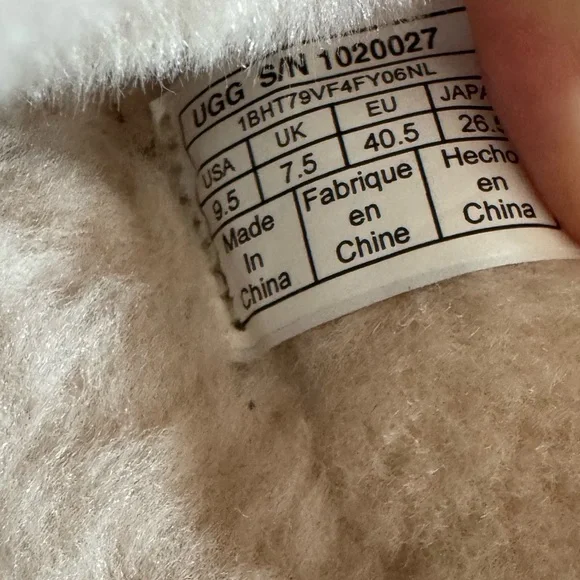 UGG S/N 1020027
1BHT79VF4FY06NL
USA UK EU
9.5 7.5 40.5
Made In China
Fabrique en Chine
Hecho en China